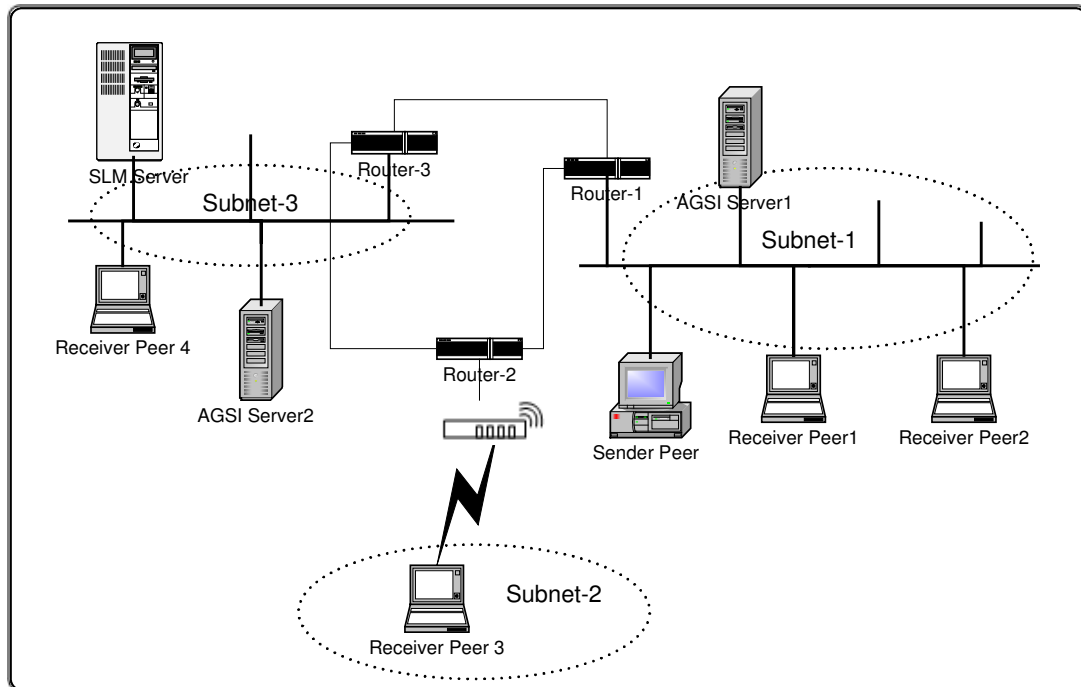 SLM Server
Router-3
Router-1
AGSI Server1
Subnet-3
Subnet-1
Receiver Peer 4
AGSI Server2
Router-2
Sender Peer
Receiver Peer1
Receiver Peer2
Subnet-2
Receiver Peer 3